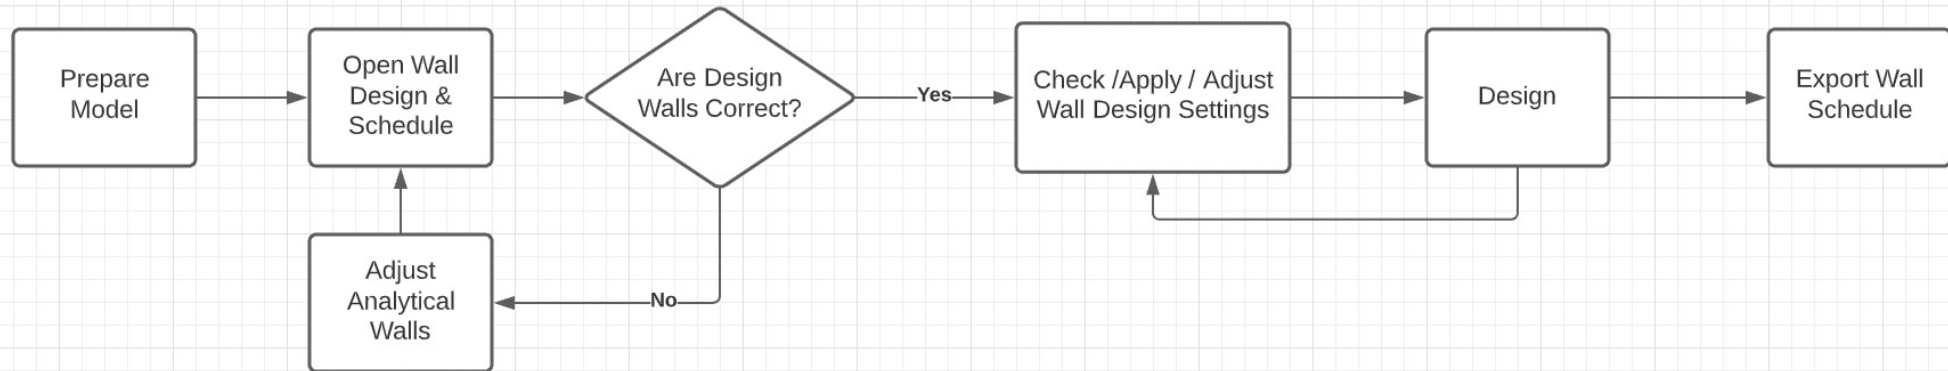 Prepare
Model
Open Wall
Design &
Schedule
Are Design
Walls Correct?
Yes
Check /Apply / Adjust
Wall Design Settings
Design
Export Wall
Schedule
Adjust
Analytical
Walls
No